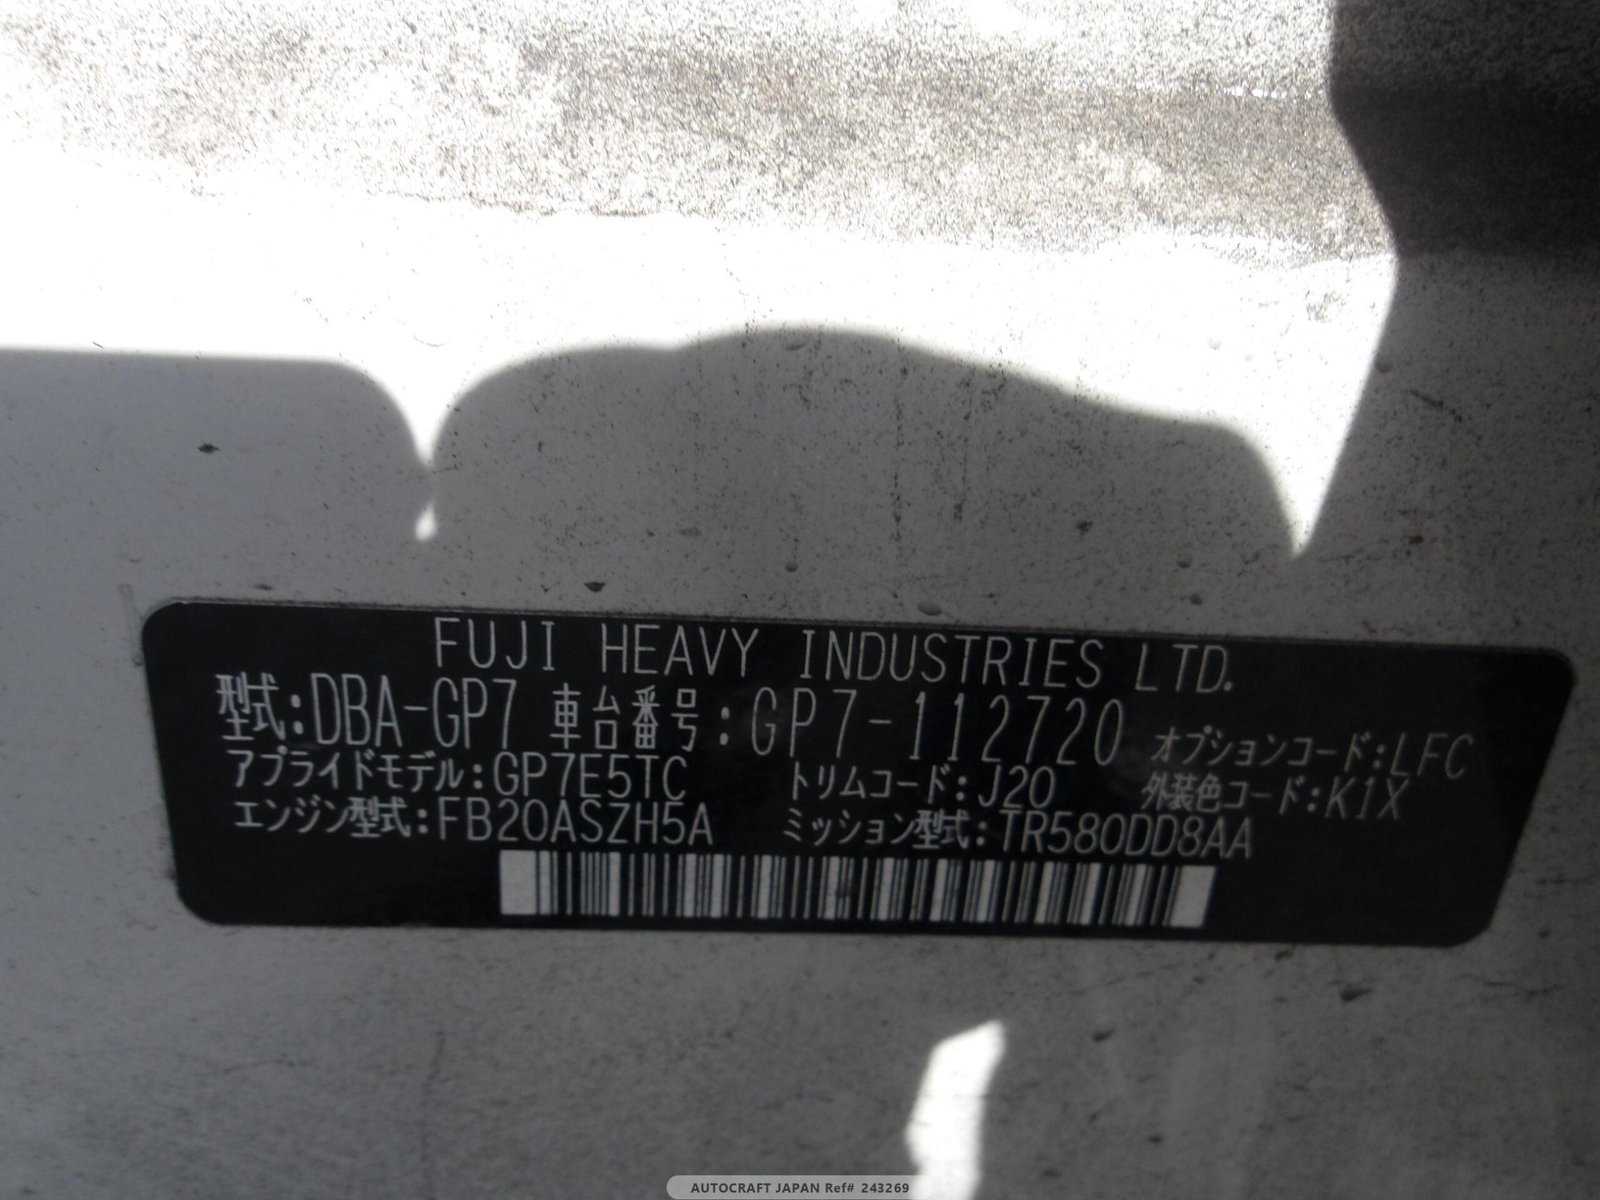 FUJI HEAVY INDUSTRIES LTD.
型式:DBA-GP7 車台番号:GP7-112720 オプションコード:LFC
アプライドモデル:GP7E5TC トリムコード:J20 外装色コード:K1X
エンジン型式:FB20ASZH5A ミッション型式:TR580DD8AA
AUTOCRAFT JAPAN Ref# 243269